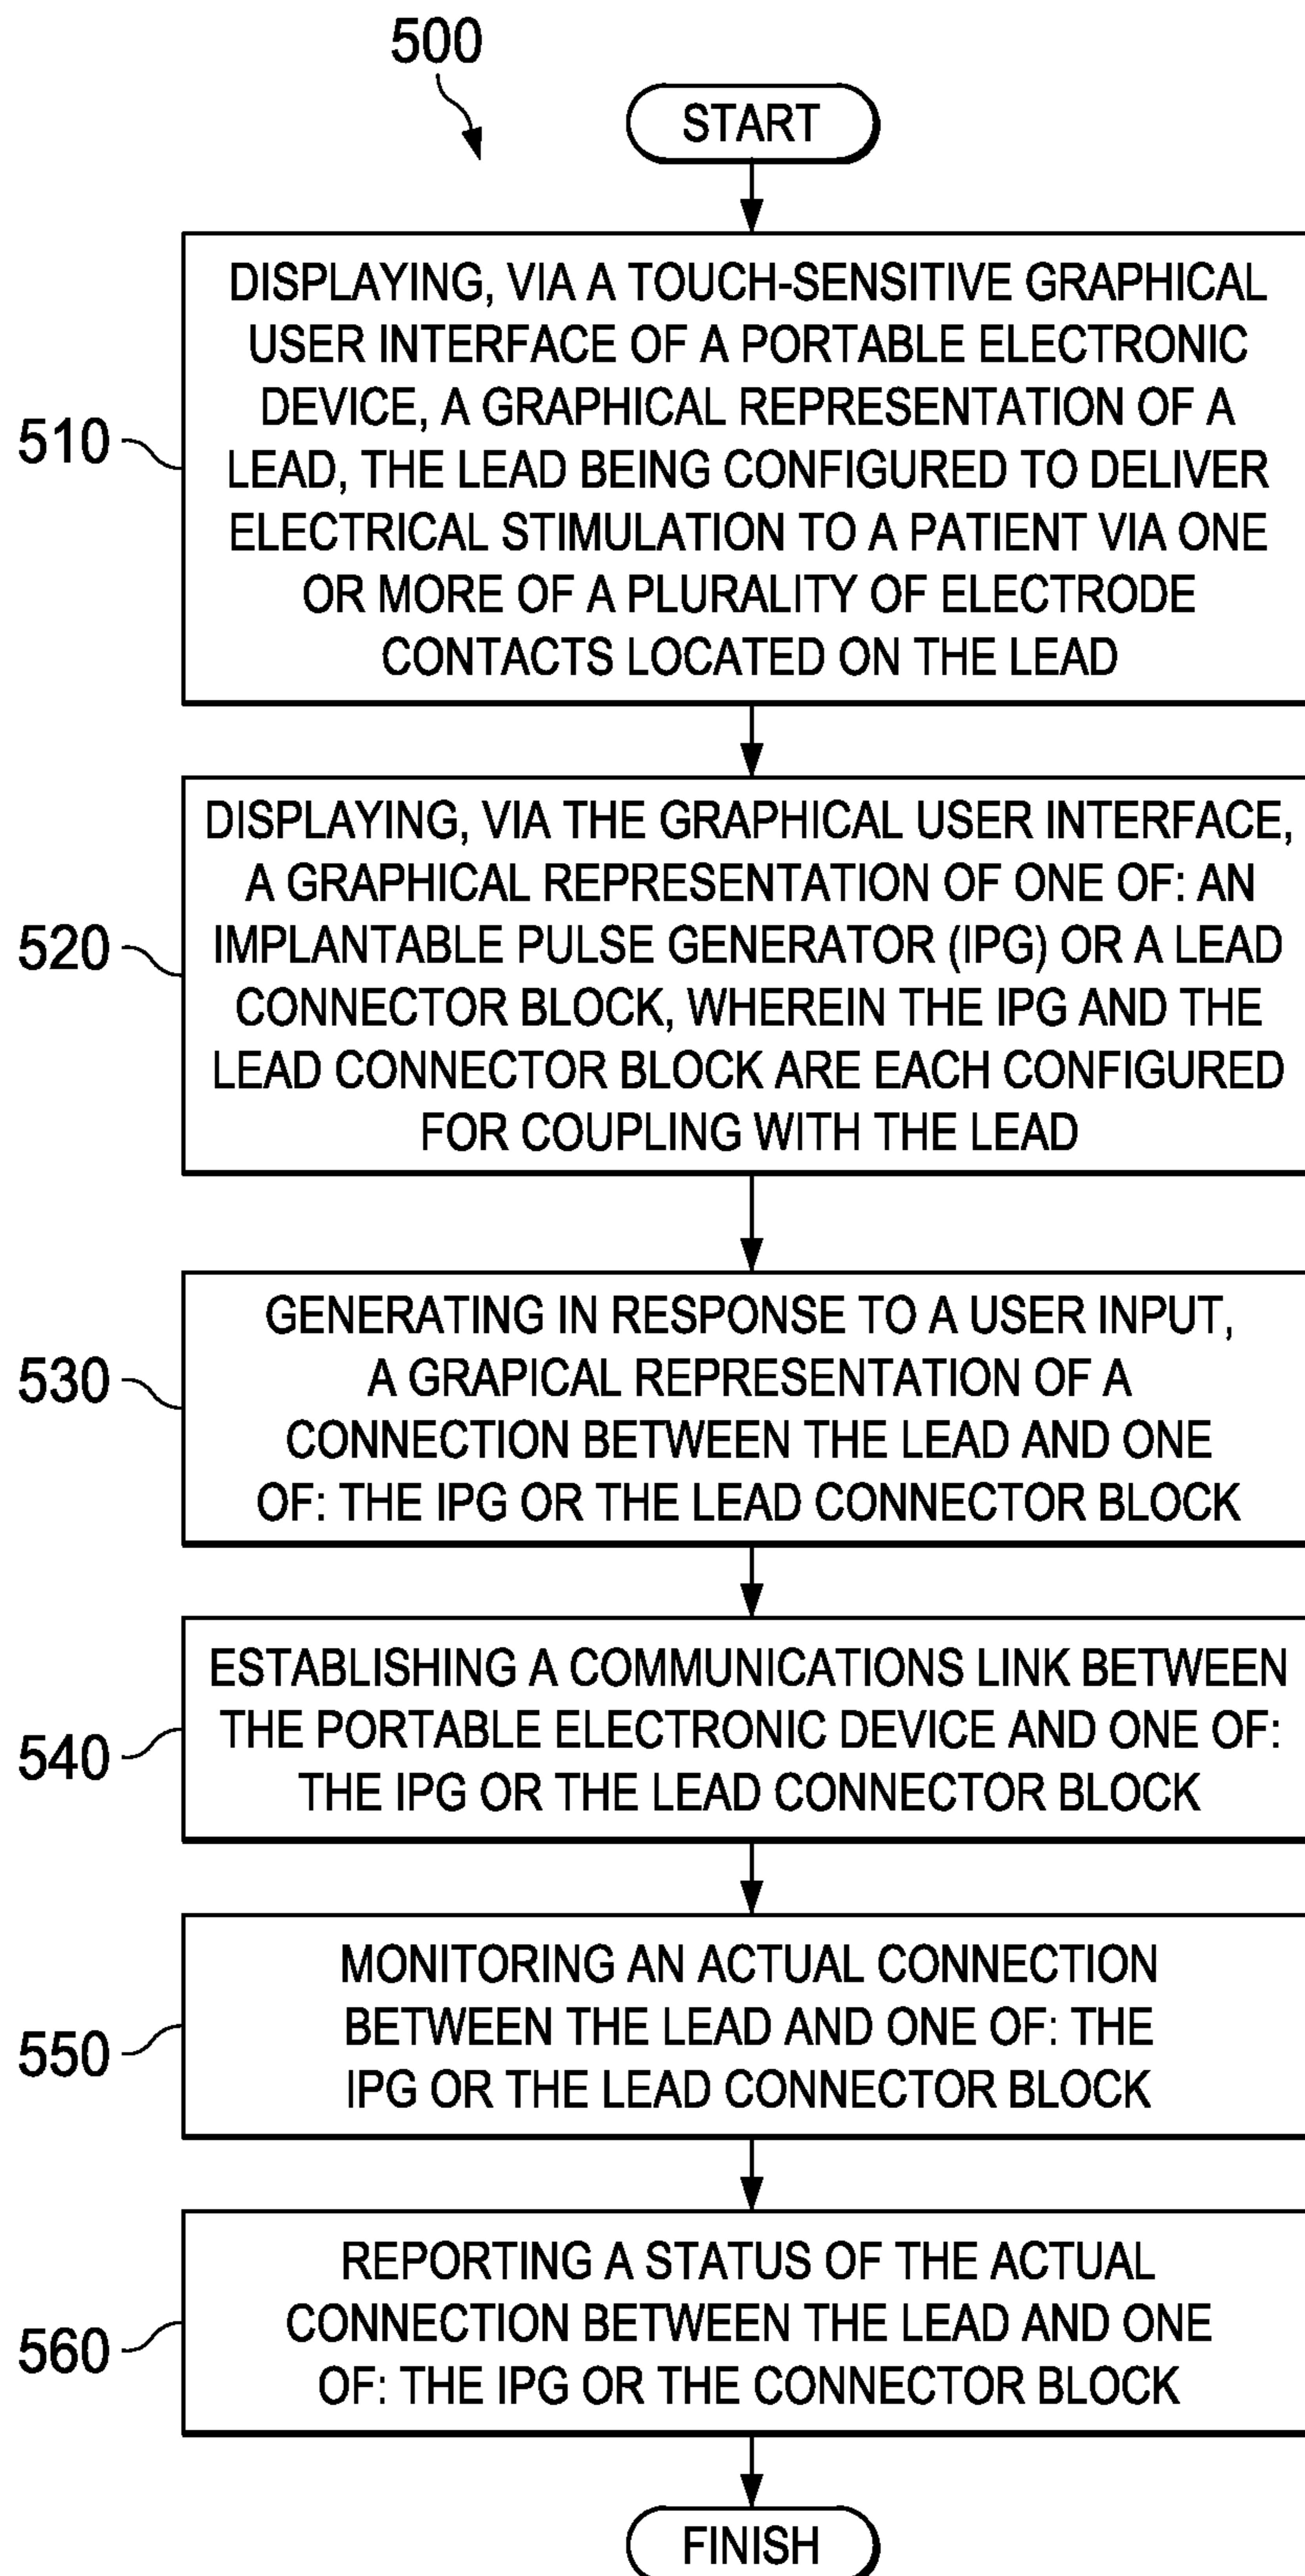 500
START
510
DISPLAYING, VIA A TOUCH-SENSITIVE GRAPHICAL
USER INTERFACE OF A PORTABLE ELECTRONIC
DEVICE, A GRAPHICAL REPRESENTATION OF A
LEAD, THE LEAD BEING CONFIGURED TO DELIVER
ELECTRICAL STIMULATION TO A PATIENT VIA ONE
OR MORE OF A PLURALITY OF ELECTRODE
CONTACTS LOCATED ON THE LEAD
520
DISPLAYING, VIA THE GRAPHICAL USER INTERFACE,
A GRAPHICAL REPRESENTATION OF ONE OF: AN
IMPLANTABLE PULSE GENERATOR (IPG) OR A LEAD
CONNECTOR BLOCK, WHEREIN THE IPG AND THE
LEAD CONNECTOR BLOCK ARE EACH CONFIGURED
FOR COUPLING WITH THE LEAD
530
GENERATING IN RESPONSE TO A USER INPUT,
A GRAPICAL REPRESENTATION OF A
CONNECTION BETWEEN THE LEAD AND ONE
OF: THE IPG OR THE LEAD CONNECTOR BLOCK
540
ESTABLISHING A COMMUNICATIONS LINK BETWEEN
THE PORTABLE ELECTRONIC DEVICE AND ONE OF:
THE IPG OR THE LEAD CONNECTOR BLOCK
550
MONITORING AN ACTUAL CONNECTION
BETWEEN THE LEAD AND ONE OF: THE
IPG OR THE LEAD CONNECTOR BLOCK
560
REPORTING A STATUS OF THE ACTUAL
CONNECTION BETWEEN THE LEAD AND ONE
OF: THE IPG OR THE CONNECTOR BLOCK
FINISH